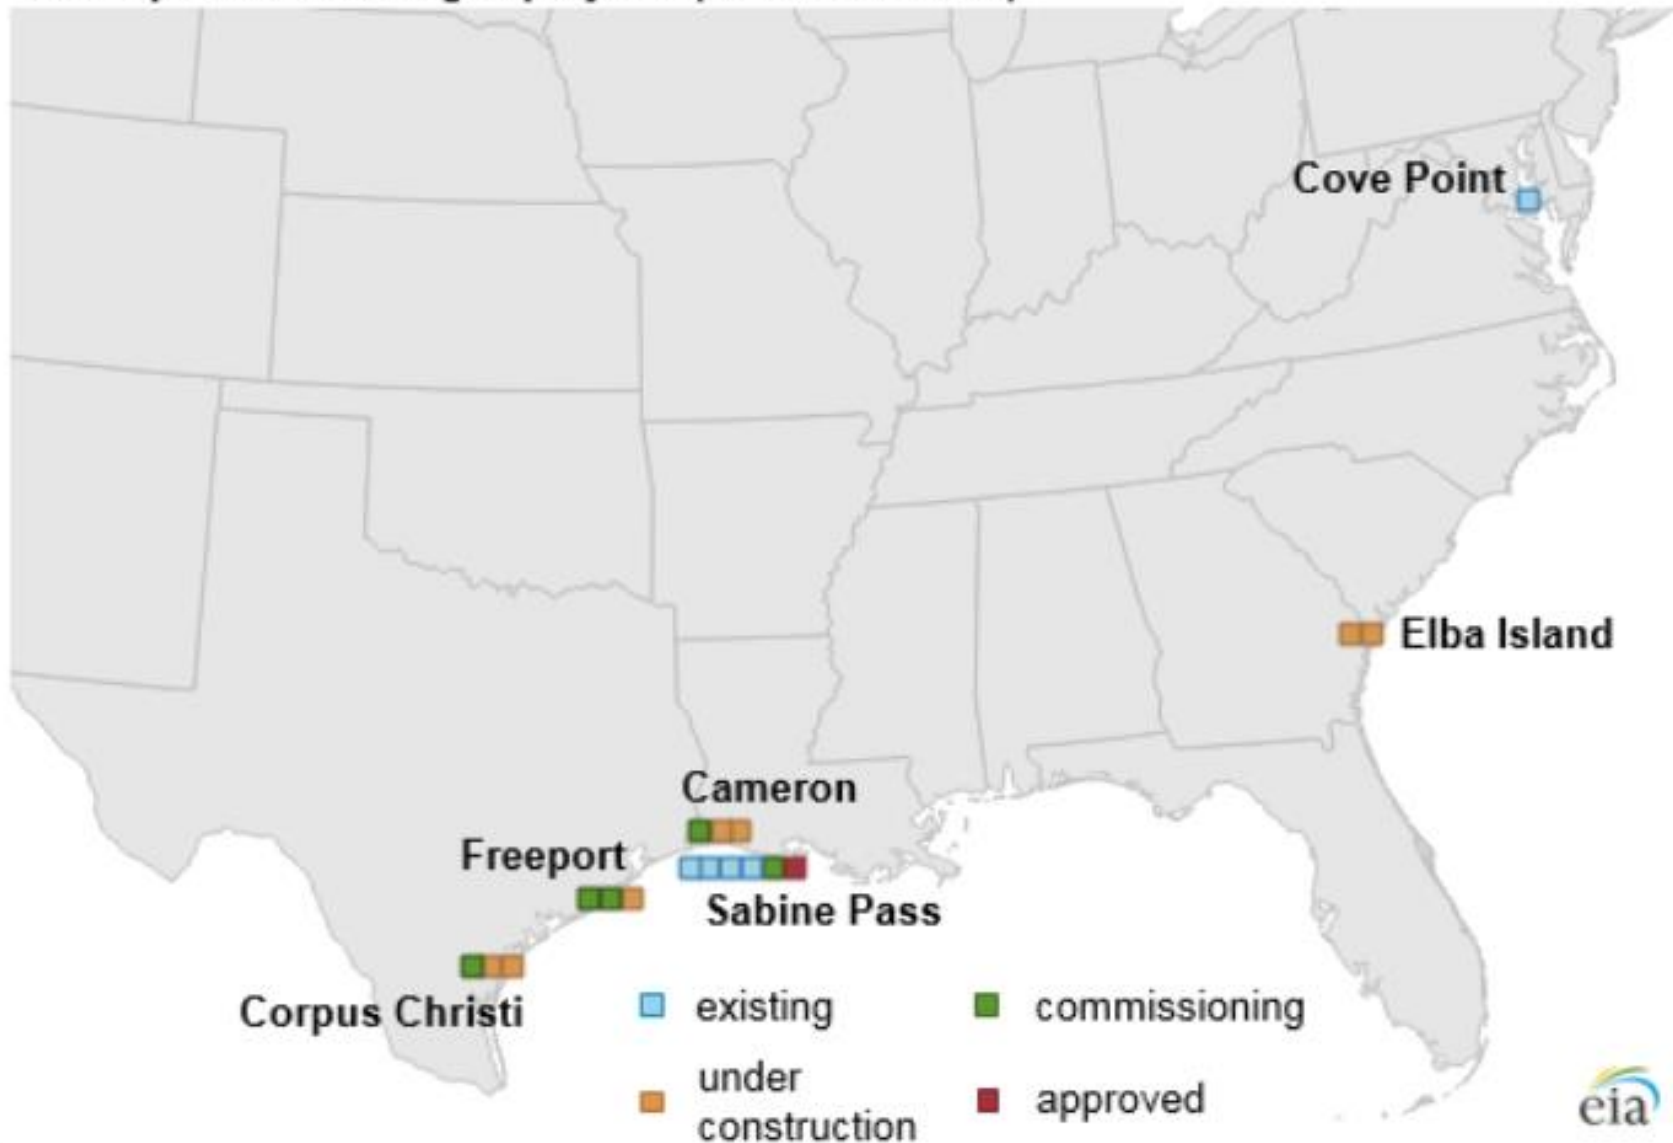 Cove Point
Elba Island
Cameron
Freeport
Sabine Pass
Corpus Christi
existing
commissioning
under
construction
approved
eia